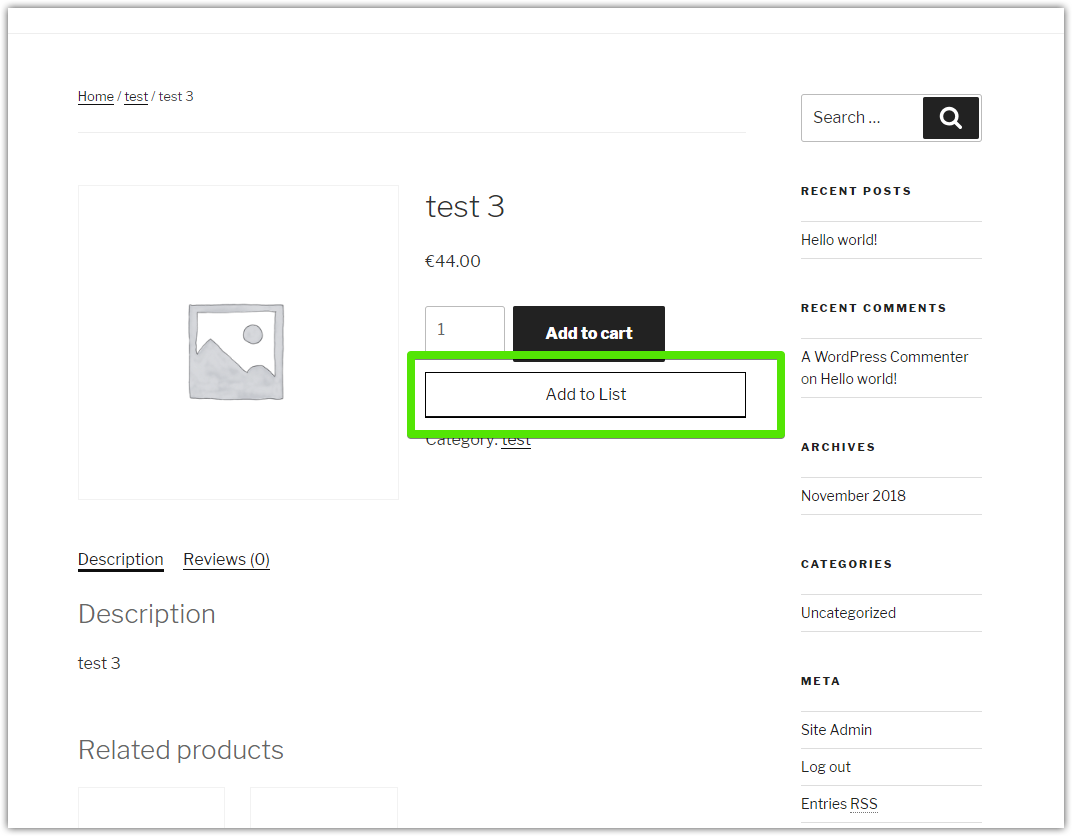 Home / test / test 3
test 3
€44.00
1
Add to cart
Add to List
Category: test
Description
Reviews (0)
Description
test 3
Related products
Search …
RECENT POSTS
Hello world!
RECENT COMMENTS
A WordPress Commenter
on Hello world!
ARCHIVES
November 2018
CATEGORIES
Uncategorized
META
Site Admin
Log out
Entries RSS